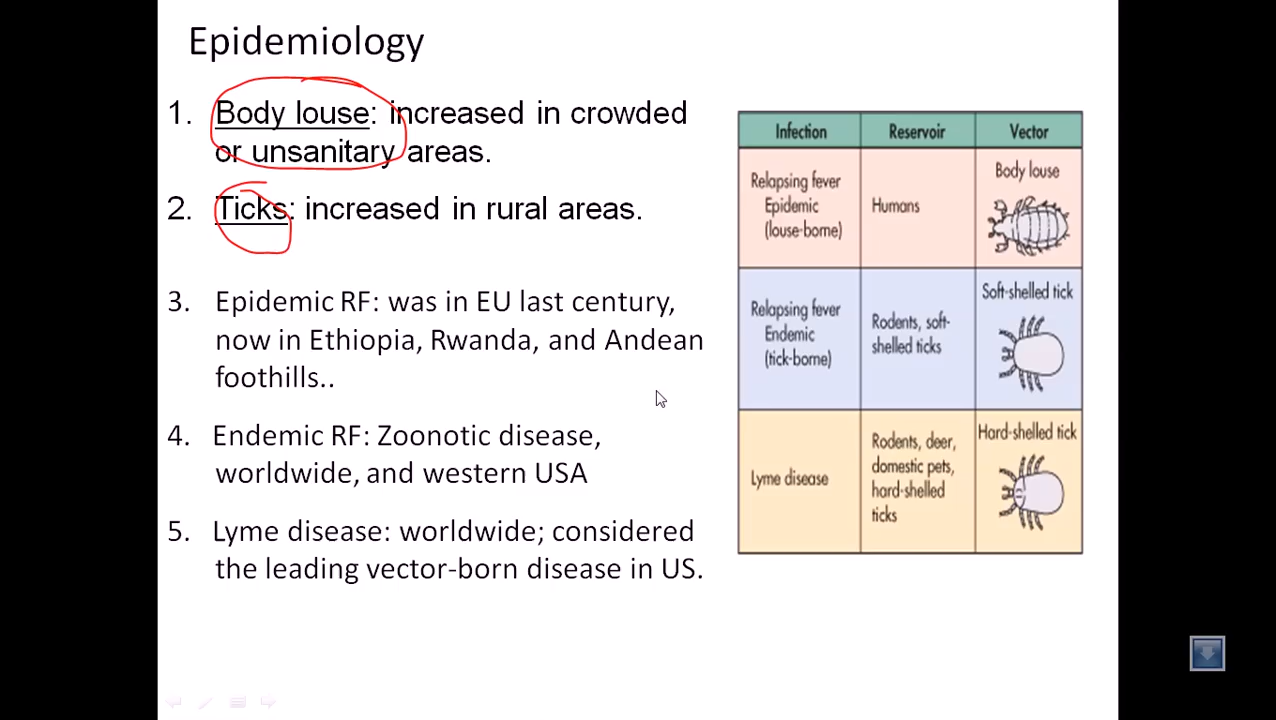 Epidemiology
1. Body louse: increased in crowded
or unsanitary areas.
2. Ticks: increased in rural areas.
3. Epidemic RF: was in EU last century,
now in Ethiopia, Rwanda, and Andean
foothills..
4. Endemic RF: Zoonotic disease,
worldwide, and western USA
5. Lyme disease: worldwide; considered
the leading vector-born disease in US.
Infection Reservoir Vector
Relapsing fever
Epidemic
(louse-borne)
Humans
Body louse
Relapsing fever
Endemic
(tick-borne)
Rodents, soft-
shelled ticks
Soft-shelled tick
Lyme disease
Rodents, deer,
domestic pets,
hard-shelled
ticks
Hard-shelled tick